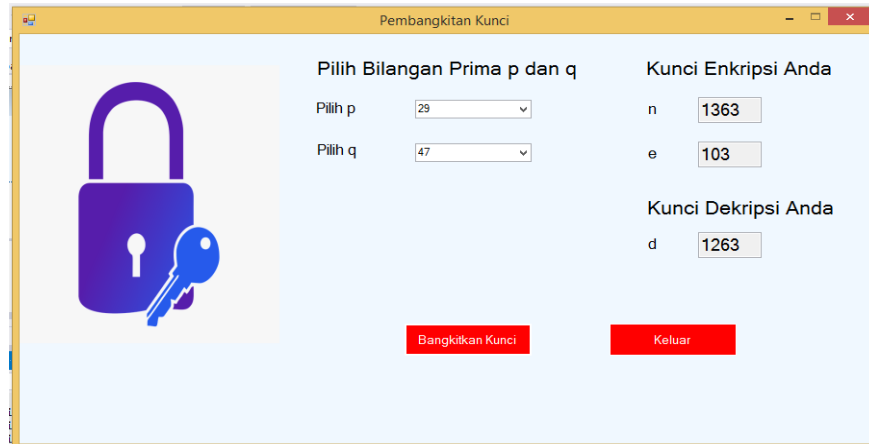 Pembangkitan Kunci
Pilih Bilangan Prima p dan q
Pilih p
29
Pilih q
47
Kunci Enkripsi Anda
n
1363
e
103
Kunci Dekripsi Anda
d
1263
Bangkitkan Kunci
Keluar